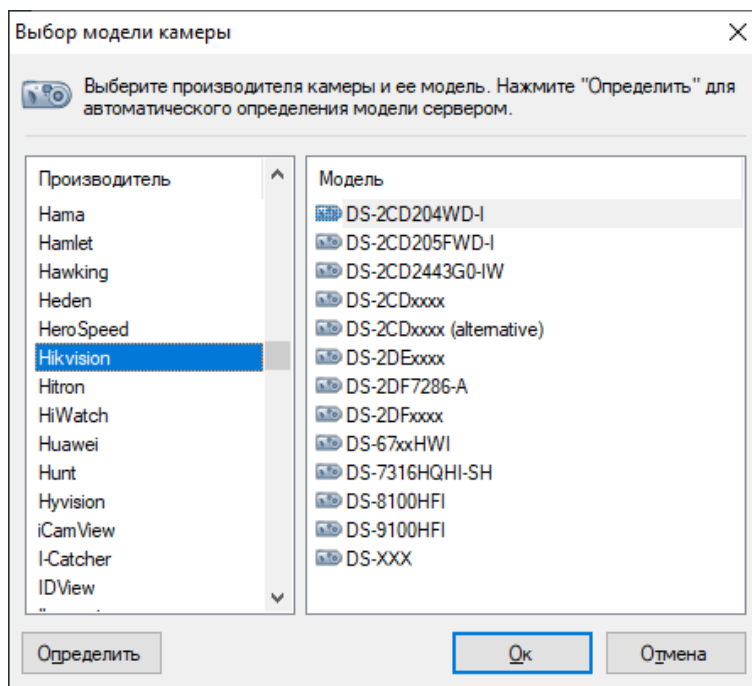 Выбор модели камеры
Выберите производителя камеры и ее модель. Нажмите "Определить" для
автоматического определения модели сервером.
Производитель
Hama
Hamlet
Hawking
Heden
HeroSpeed
Hikvision
Hitron
HiWatch
Huawei
Hunt
Hyvision
iCamView
I-Catcher
IDView
Модель
DS-2CD204WD-I
DS-2CD205FWD-I
DS-2CD2443G0-IW
DS-2CDxxxx
DS-2CDxxxx (alternative)
DS-2DExxxx
DS-2DF7286-A
DS-2DFxxxx
DS-67xxHWI
DS-7316HQHI-SH
DS-8100HFI
DS-9100HFI
DS-XXX
Определить
Ок
Отмена